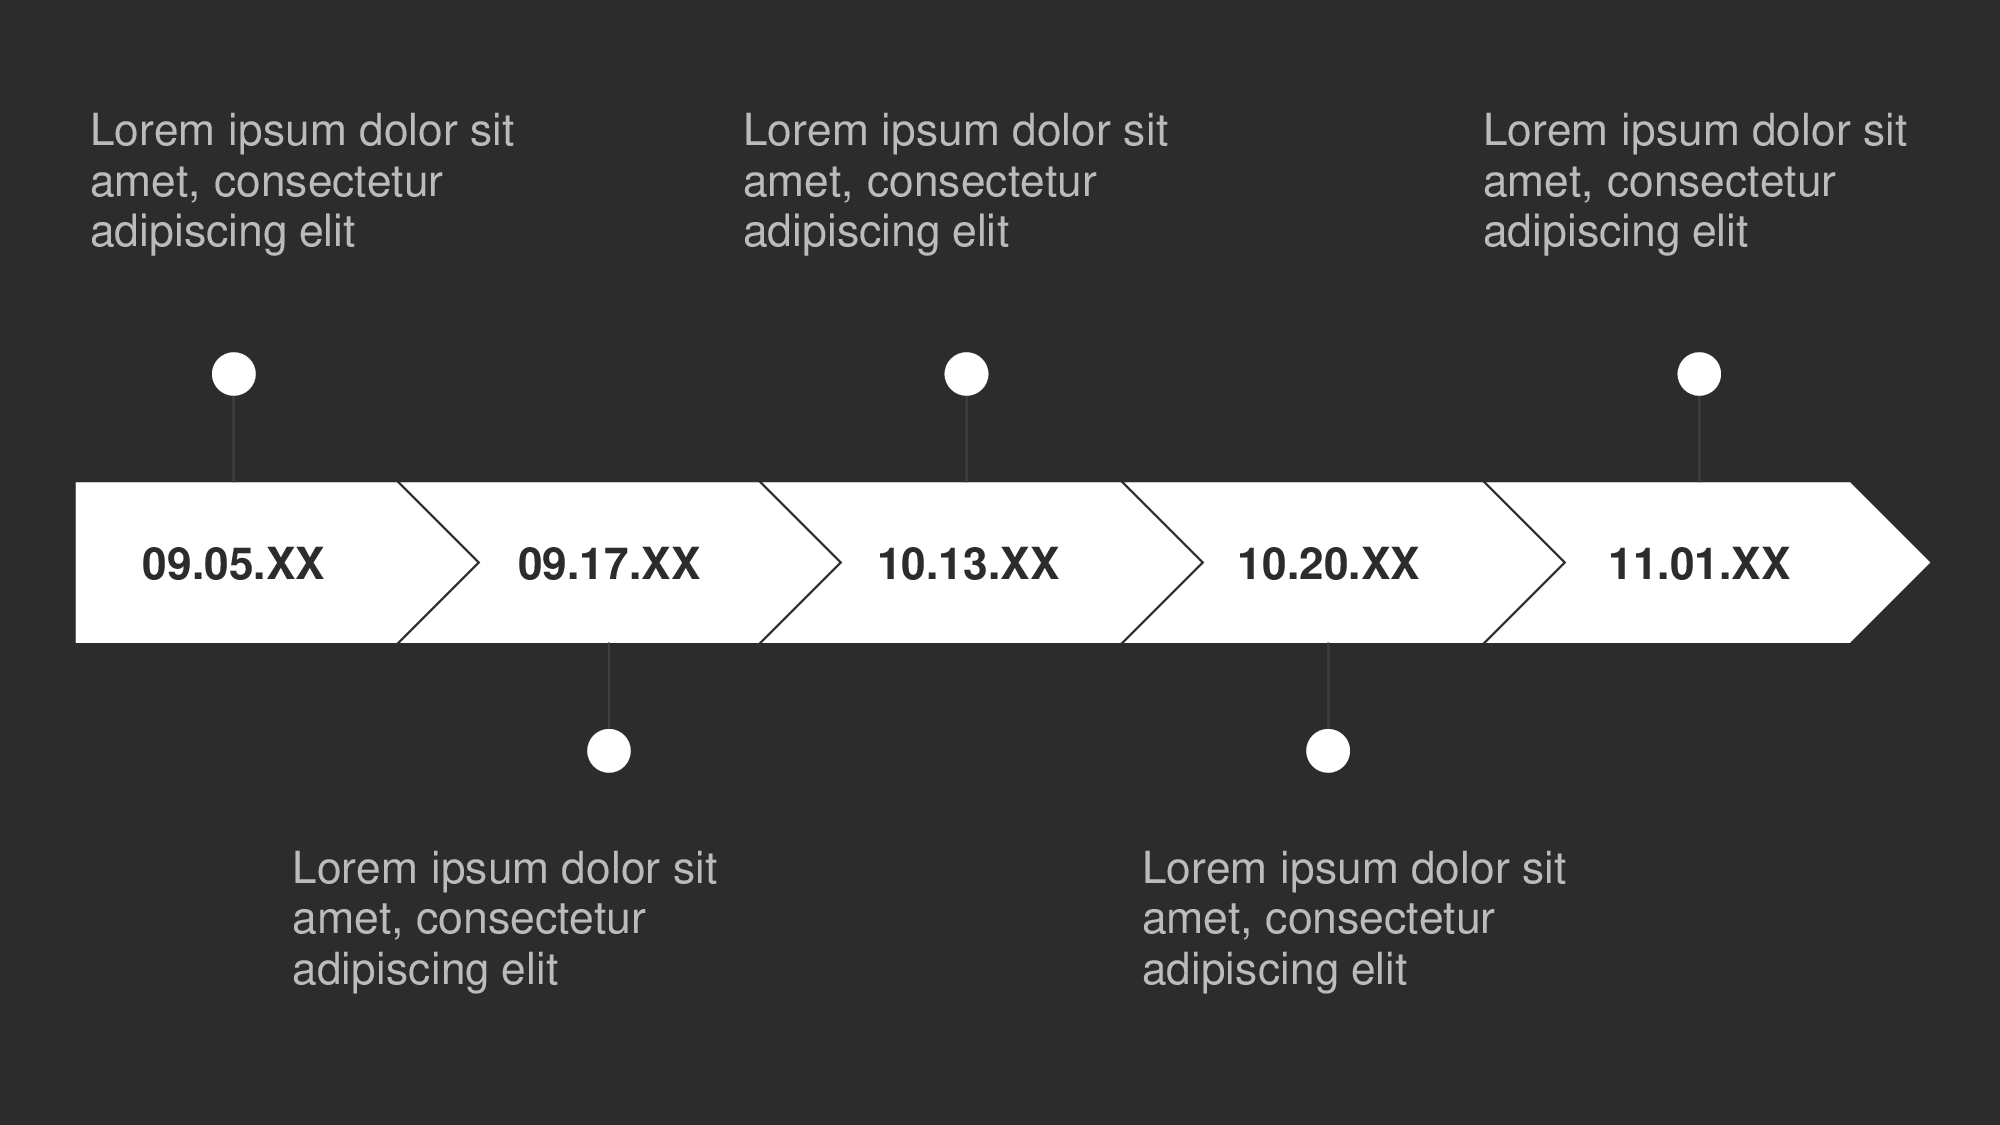 Lorem ipsum dolor sit
amet, consectetur
adipiscing elit
Lorem ipsum dolor sit
amet, consectetur
adipiscing elit
Lorem ipsum dolor sit
amet, consectetur
adipiscing elit
09.05.XX
09.17.XX
10.13.XX
10.20.XX
11.01.XX
Lorem ipsum dolor sit
amet, consectetur
adipiscing elit
Lorem ipsum dolor sit
amet, consectetur
adipiscing elit